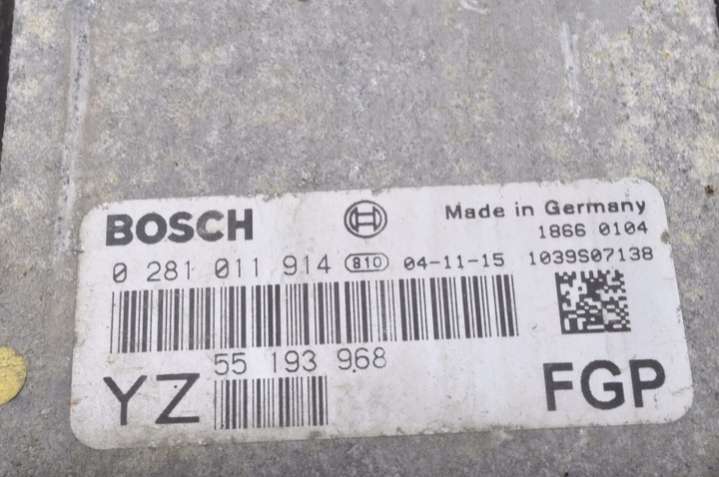 BOSCH
Made in Germany
1866 0104
0 281 011 914 810 04-11-15 1039S07138
55 193 968
YZ
FGP